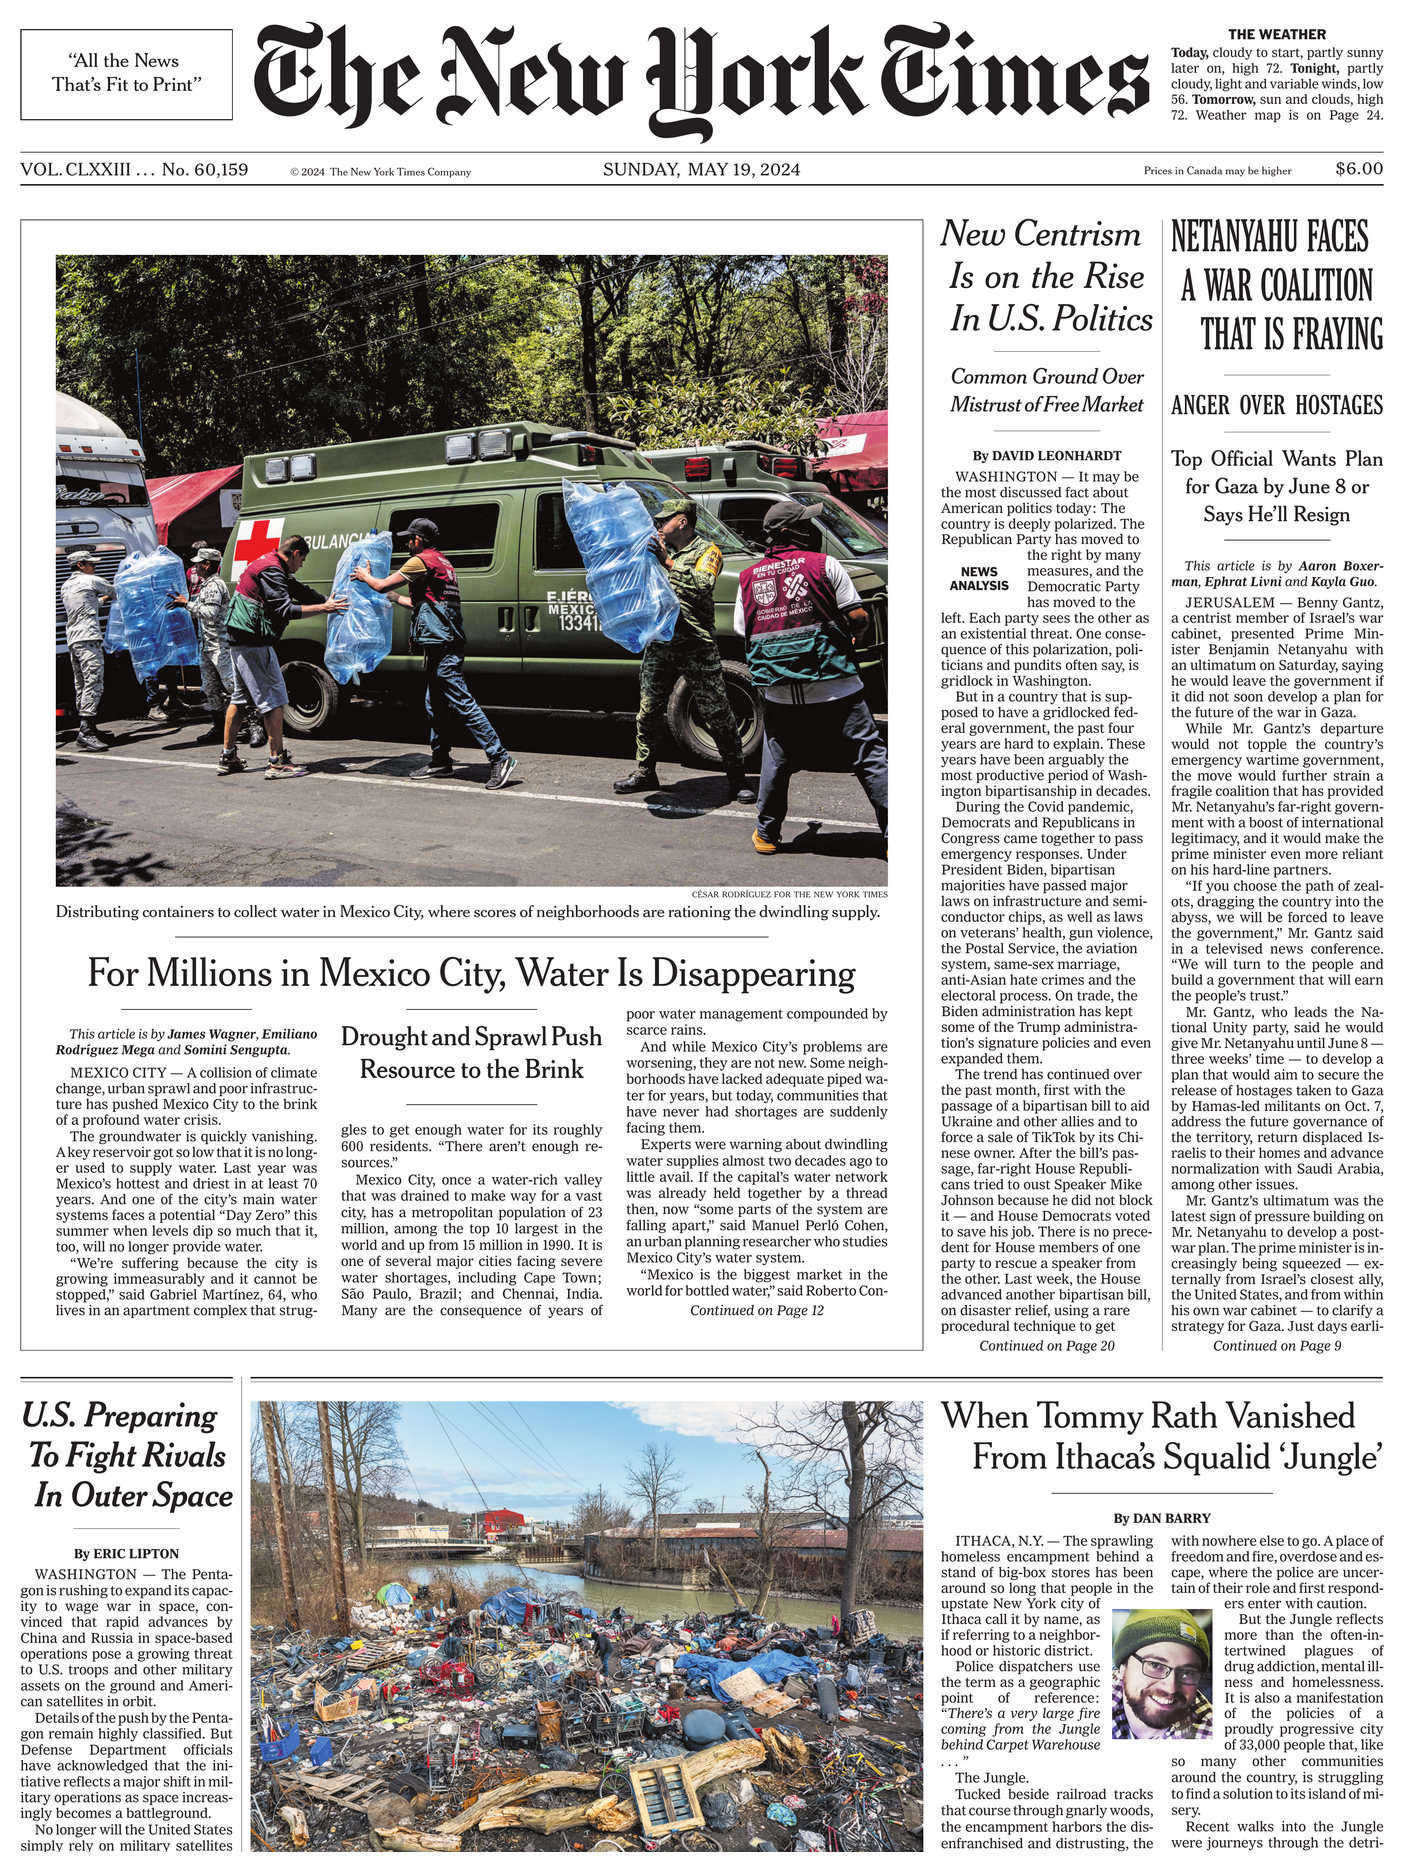 “All the News
That’s Fit to Print”
The New York Times
THE WEATHER
Today, cloudy to start, partly sunny
later on, high 72. Tonight, partly
cloudy, light and variable winds, low
56. Tomorrow, sun and clouds, high
72. Weather map is on Page 24.
VOL. CLXXIII . . . No. 60,159
© 2024 The New York Times Company
SUNDAY, MAY 19, 2024
Prices in Canada may be higher
$6.00
Baby
AMBULANCIA
EJÉRC
MEXICA
133411
BIENESTAR
EN TU CIUDAD
GOBIERNO DE LA
CIUDAD DE MÉXICO
CÉSAR RODRÍGUEZ FOR THE NEW YORK TIMES
Distributing containers to collect water in Mexico City, where scores of neighborhoods are rationing the dwindling supply.
For Millions in Mexico City, Water Is Disappearing
This article is by James Wagner, Emiliano
Rodríguez Mega and Somini Sengupta.
MEXICO CITY — A collision of climate
change, urban sprawl and poor infrastruc-
ture has pushed Mexico City to the brink
of a profound water crisis.
The groundwater is quickly vanishing.
A key reservoir got so low that it is no long-
er used to supply water. Last year was
Mexico’s hottest and driest in at least 70
years. And one of the city’s main water
systems faces a potential “Day Zero” this
summer when levels dip so much that it,
too, will no longer provide water.
“We’re suffering because the city is
growing immeasurably and it cannot be
stopped,” said Gabriel Martínez, 64, who
lives in an apartment complex that strug-
Drought and Sprawl Push
Resource to the Brink
gles to get enough water for its roughly
600 residents. “There aren’t enough re-
sources.”
Mexico City, once a water-rich valley
that was drained to make way for a vast
city, has a metropolitan population of 23
million, among the top 10 largest in the
world and up from 15 million in 1990. It is
one of several major cities facing severe
water shortages, including Cape Town;
São Paulo, Brazil; and Chennai, India.
Many are the consequence of years of
poor water management compounded by
scarce rains.
And while Mexico City’s problems are
worsening, they are not new. Some neigh-
borhoods have lacked adequate piped wa-
ter for years, but today, communities that
have never had shortages are suddenly
facing them.
Experts were warning about dwindling
water supplies almost two decades ago to
little avail. If the capital’s water network
was already held together by a thread
then, now “some parts of the system are
falling apart,” said Manuel Perló Cohen,
an urban planning researcher who studies
Mexico City’s water system.
“Mexico is the biggest market in the
world for bottled water,” said Roberto Con-
Continued on Page 12
New Centrism
Is on the Rise
In U.S. Politics
Common Ground Over
Mistrust of Free Market
By DAVID LEONHARDT
WASHINGTON — It may be
the most discussed fact about
American politics today: The
country is deeply polarized. The
Republican Party has moved to
the right by many
measures, and the
Democratic Party
has moved to the
NEWS
ANALYSIS
left. Each party sees the other as
an existential threat. One conse-
quence of this polarization, poli-
ticians and pundits often say, is
gridlock in Washington.
But in a country that is sup-
posed to have a gridlocked fed-
eral government, the past four
years are hard to explain. These
years have been arguably the
most productive period of Wash-
ington bipartisanship in decades.
During the Covid pandemic,
Democrats and Republicans in
Congress came together to pass
emergency responses. Under
President Biden, bipartisan
majorities have passed major
laws on infrastructure and semi-
conductor chips, as well as laws
on veterans’ health, gun violence,
the Postal Service, the aviation
system, same-sex marriage,
anti-Asian hate crimes and the
electoral process. On trade, the
Biden administration has kept
some of the Trump administra-
tion’s signature policies and even
expanded them.
The trend has continued over
the past month, first with the
passage of a bipartisan bill to aid
Ukraine and other allies and to
force a sale of TikTok by its Chi-
nese owner. After the bill’s pas-
sage, far-right House Republi-
cans tried to oust Speaker Mike
Johnson because he did not block
it — and House Democrats voted
to save his job. There is no prece-
dent for House members of one
party to rescue a speaker from
the other. Last week, the House
advanced another bipartisan bill,
on disaster relief, using a rare
procedural technique to get
Continued on Page 20
NETANYAHU FACES
A WAR COALITION
THAT IS FRAYING
ANGER OVER HOSTAGES
Top Official Wants Plan
for Gaza by June 8 or
Says He’ll Resign
This article is by Aaron Boxer-
man, Ephrat Livni and Kayla Guo.
JERUSALEM — Benny Gantz,
a centrist member of Israel’s war
cabinet, presented Prime Min-
ister Benjamin Netanyahu with
an ultimatum on Saturday, saying
he would leave the government if
it did not soon develop a plan for
the future of the war in Gaza.
While Mr. Gantz’s departure
would not topple the country’s
emergency wartime government,
the move would further strain a
fragile coalition that has provided
Mr. Netanyahu’s far-right govern-
ment with a boost of international
legitimacy, and it would make the
prime minister even more reliant
on his hard-line partners.
“If you choose the path of zeal-
ots, dragging the country into the
abyss, we will be forced to leave
the government,” Mr. Gantz said
in a televised news conference.
“We will turn to the people and
build a government that will earn
the people’s trust.”
Mr. Gantz, who leads the Na-
tional Unity party, said he would
give Mr. Netanyahu until June 8 —
three weeks’ time — to develop a
plan that would aim to secure the
release of hostages taken to Gaza
by Hamas-led militants on Oct. 7,
address the future governance of
the territory, return displaced Is-
raelis to their homes and advance
normalization with Saudi Arabia,
among other issues.
Mr. Gantz’s ultimatum was the
latest sign of pressure building on
Mr. Netanyahu to develop a post-
war plan. The prime minister is in-
creasingly being squeezed — ex-
ternally from Israel’s closest ally,
the United States, and from within
his own war cabinet — to clarify a
strategy for Gaza. Just days earli-
Continued on Page 9
U.S. Preparing
To Fight Rivals
In Outer Space
By ERIC LIPTON
WASHINGTON — The Penta-
gon is rushing to expand its capac-
ity to wage war in space, con-
vinced that rapid advances by
China and Russia in space-based
operations pose a growing threat
to U.S. troops and other military
assets on the ground and Ameri-
can satellites in orbit.
Details of the push by the Penta-
gon remain highly classified. But
Defense Department officials
have acknowledged that the ini-
tiative reflects a major shift in mil-
itary operations as space increas-
ingly becomes a battleground.
No longer will the United States
simply rely on military satellites
When Tommy Rath Vanished
From Ithaca’s Squalid ‘Jungle’
By DAN BARRY
ITHACA, N.Y. — The sprawling
homeless encampment behind a
stand of big-box stores has been
around so long that people in the
upstate New York city of
Ithaca call it by name, as
if referring to a neighbor-
hood or historic district.
Police dispatchers use
the term as a geographic
point of reference:
“There’s a very large fire
coming from the Jungle
behind Carpet Warehouse
. . . ”
The Jungle.
Tucked beside railroad tracks
that course through gnarly woods,
the encampment harbors the dis-
enfranchised and distrusting, the
with nowhere else to go. A place of
freedom and fire, overdose and es-
cape, where the police are uncer-
tain of their role and first respond-
ers enter with caution.
But the Jungle reflects
more than the often-in-
tertwined plagues of
drug addiction, mental ill-
ness and homelessness.
It is also a manifestation
of the policies of a
proudly progressive city
of 33,000 people that, like
so many other communities
around the country, is struggling
to find a solution to its island of mi-
sery.
Recent walks into the Jungle
were journeys through the detri-